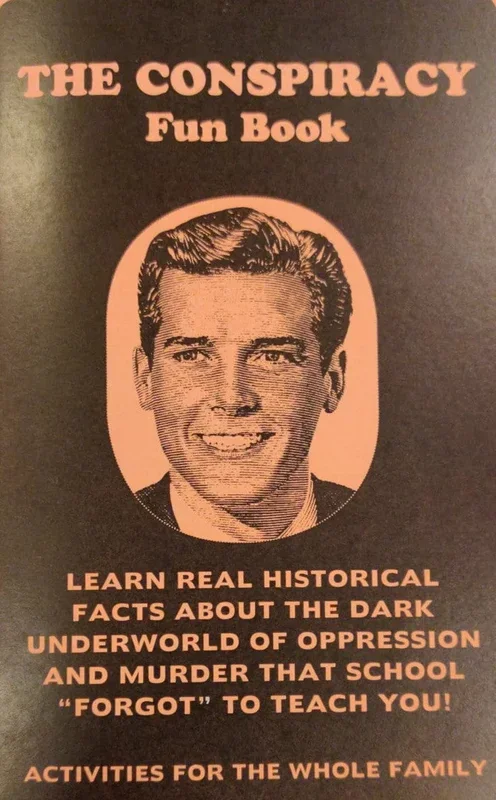 THE CONSPIRACY
Fun Book
LEARN REAL HISTORICAL
FACTS ABOUT THE DARK
UNDERWORLD OF OPPRESSION
AND MURDER THAT SCHOOL
“FORGOT” TO TEACH YOU!
ACTIVITIES FOR THE WHOLE FAMILY